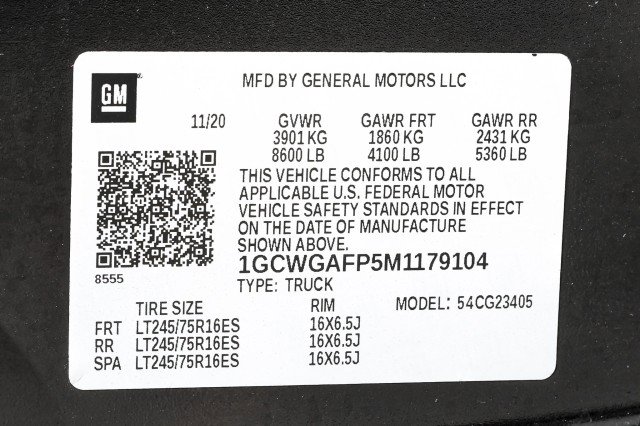 GM
MFD BY GENERAL MOTORS LLC
11/20 GVWR GAWR FRT GAWR RR
3901 KG 1860 KG 2431 KG
8600 LB 4100 LB 5360 LB
THIS VEHICLE CONFORMS TO ALL
APPLICABLE U.S. FEDERAL MOTOR
VEHICLE SAFETY STANDARDS IN EFFECT
ON THE DATE OF MANUFACTURE
SHOWN ABOVE.
8555
1GCWGAFP5M1179104
TYPE: TRUCK
TIRE SIZE RIM MODEL: 54CG23405
FRT LT245/75R16ES 16X6.5J
RR LT245/75R16ES 16X6.5J
SPA LT245/75R16ES 16X6.5J